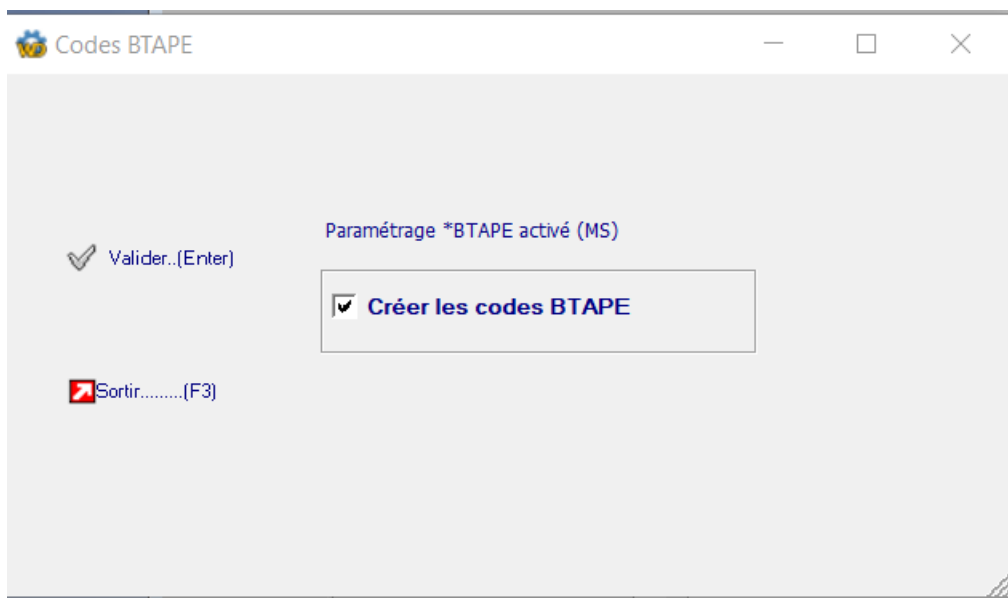 Codes BTAPE
Paramétrage *BTAPE activé (MS)
Valider..(Enter)
Créer les codes BTAPE
Sortir.........(F3)